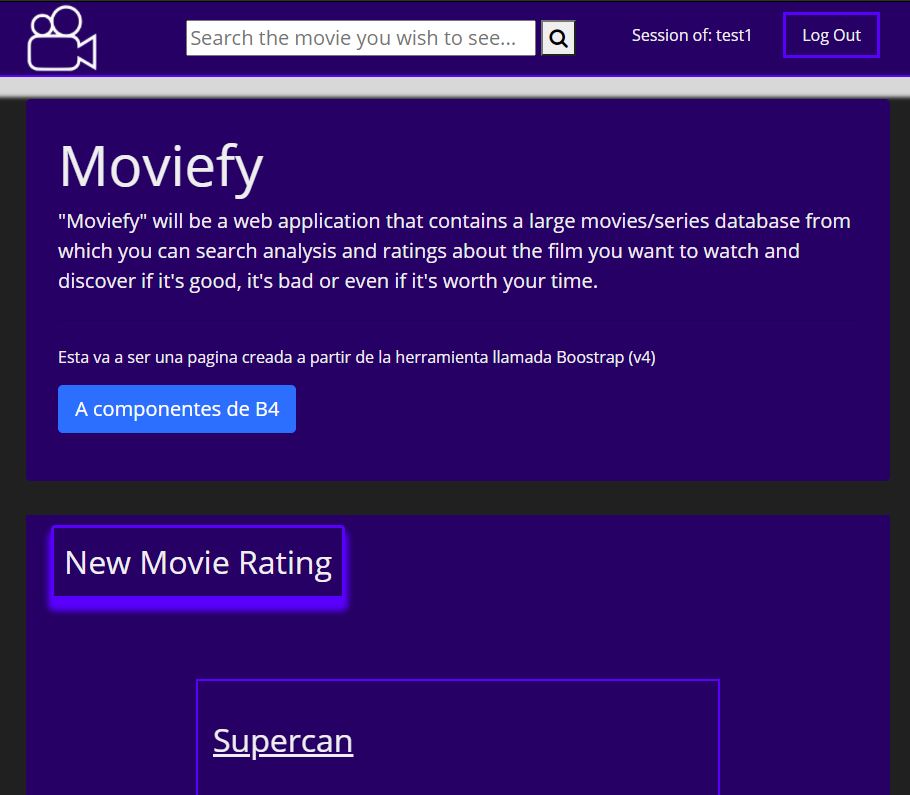 Search the movie you wish to see...
Session of: test1
Log Out
Moviefy
"Moviefy" will be a web application that contains a large movies/series database from
which you can search analysis and ratings about the film you want to watch and
discover if it's good, it's bad or even if it's worth your time.
Esta va a ser una pagina creada a partir de la herramienta llamada Boostrap (v4)
A componentes de B4
New Movie Rating
Supercan